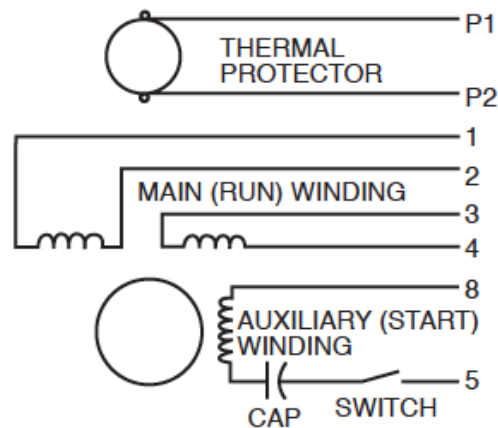 P1
THERMAL
PROTECTOR
P2
1
2
MAIN (RUN) WINDING
3
4
8
AUXILIARY (START)
WINDING
5
CAP
SWITCH